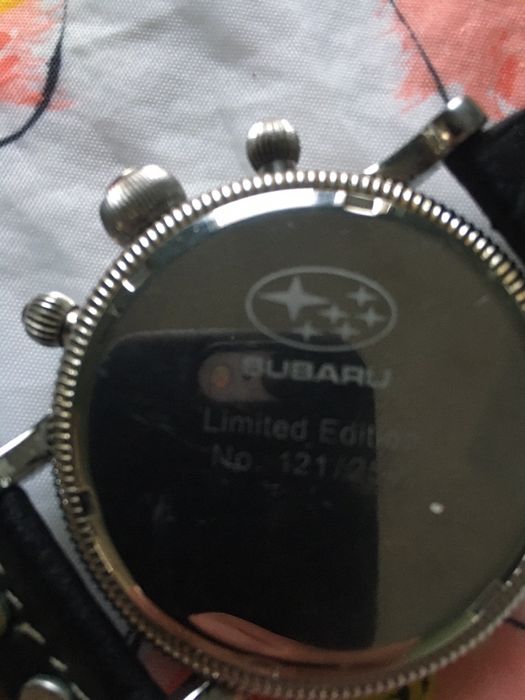 SUBARU
Limited Edition
No. 121/